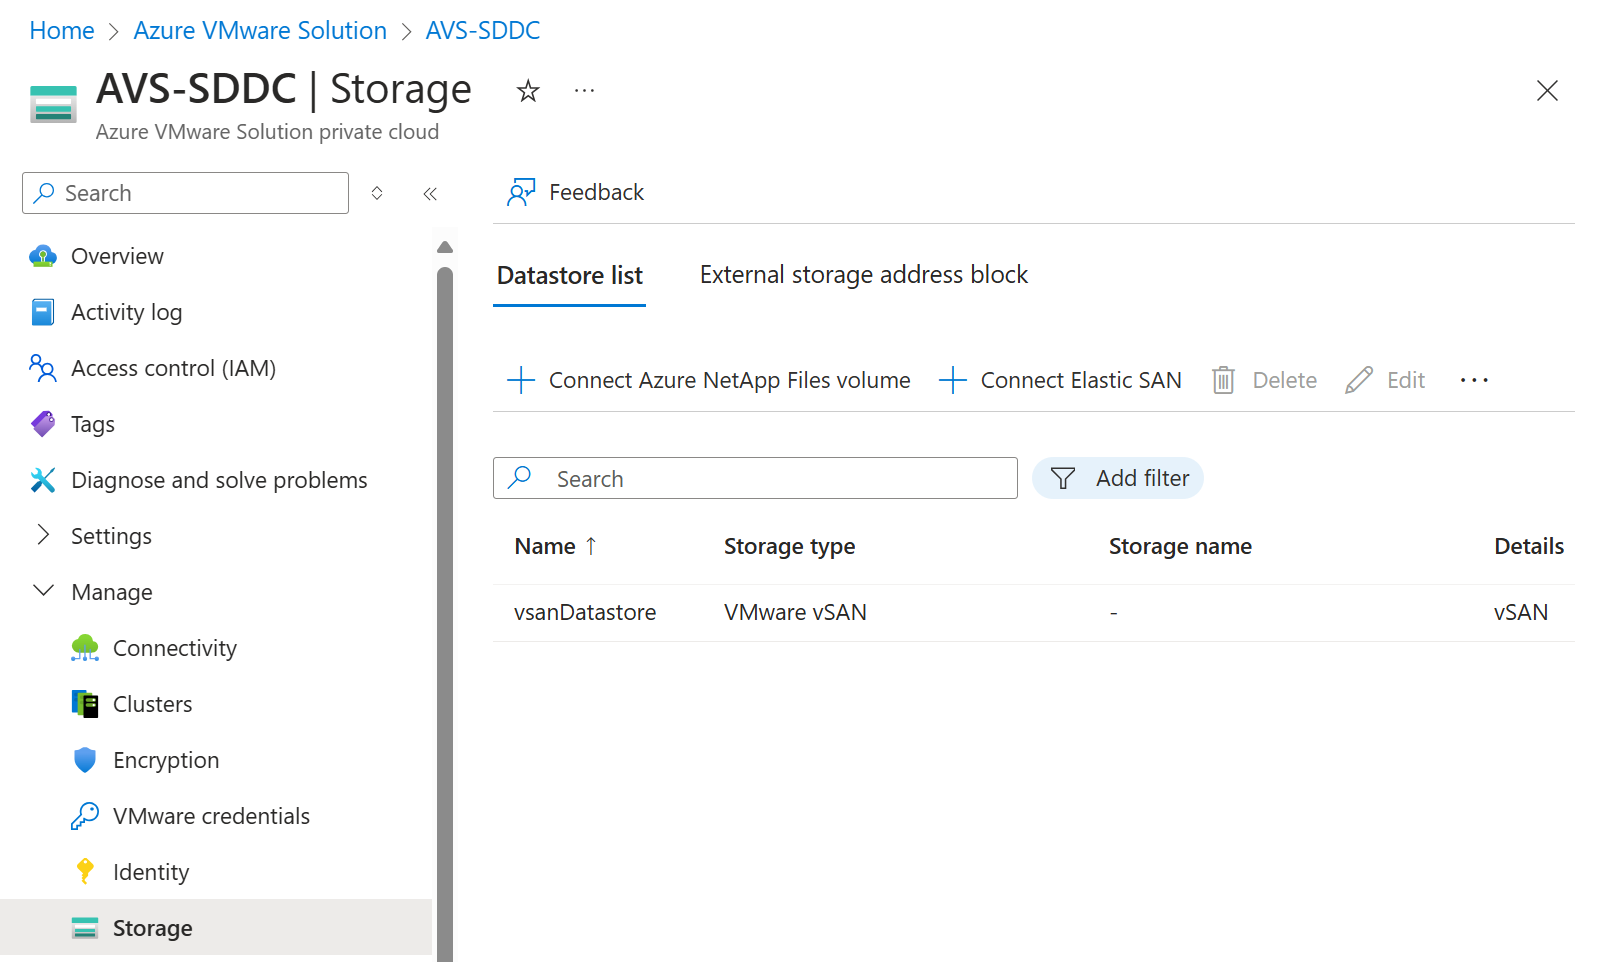 Home > Azure VMware Solution > AVS-SDDC
AVS-SDDC | Storage
Azure VMware Solution private cloud
Search
Overview
Activity log
Access control (IAM)
Tags
Diagnose and solve problems
Settings
Manage
Connectivity
Clusters
Encryption
VMware credentials
Identity
Storage
Feedback
Datastore list External storage address block
Connect Azure NetApp Files volume Connect Elastic SAN Delete Edit
Search Add filter
Name ↑ Storage type Storage name Details
vsanDatastore VMware vSAN - vSAN